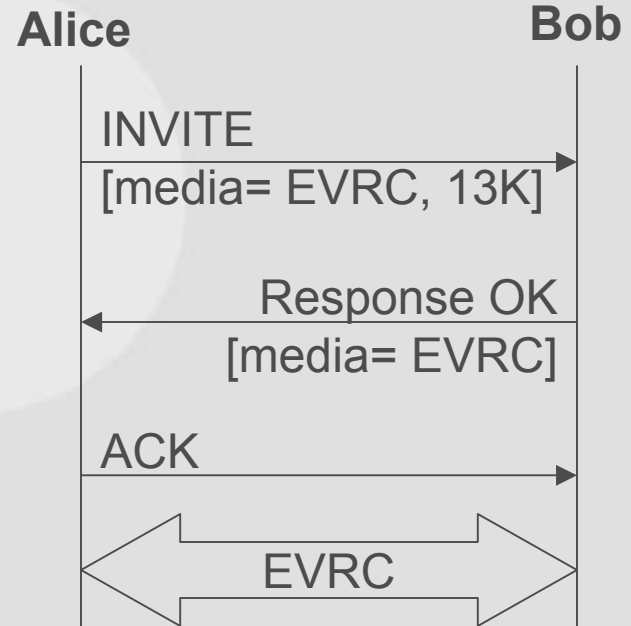 Alice Bob
INVITE
[media= EVRC, 13K]
Response OK
[media= EVRC]
ACK
EVRC